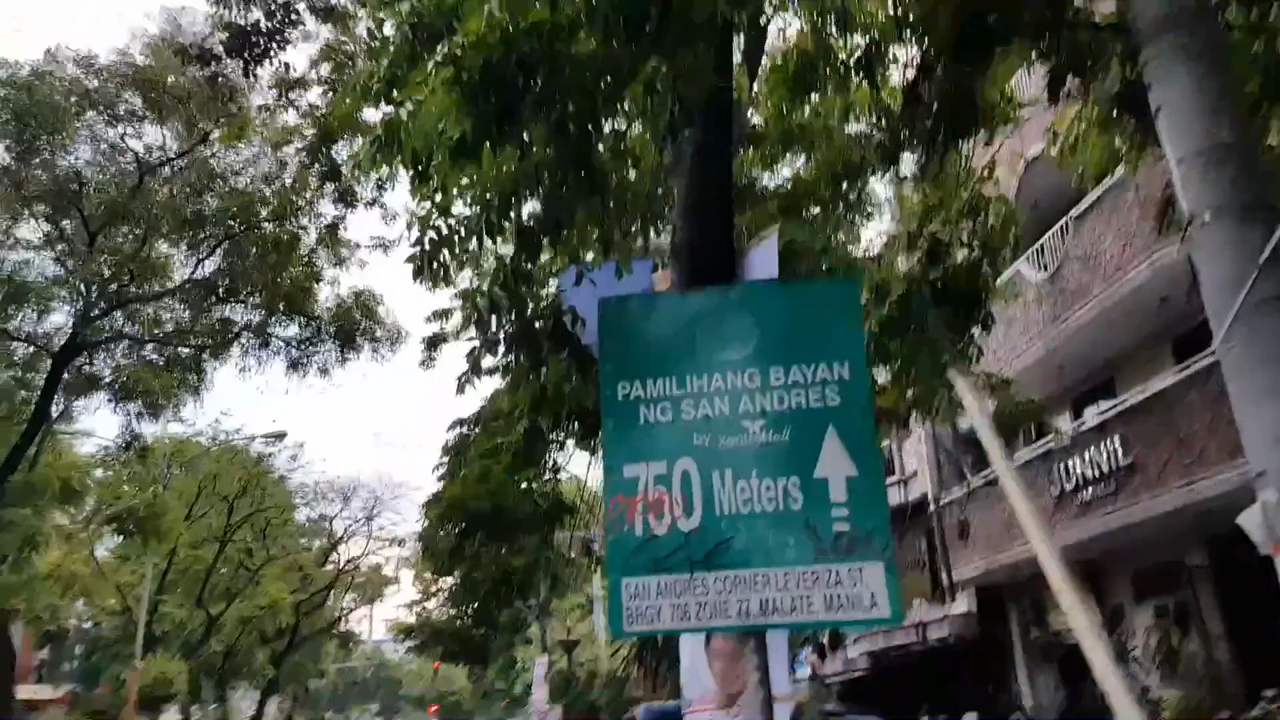 PAMILIHANG BAYAN
NG SAN ANDRES
by XentroMall
750 Meters
SAN ANDRES CORNER LEVERIZA ST.
BRGY. 706 ZONE 77, MALATE, MANILA